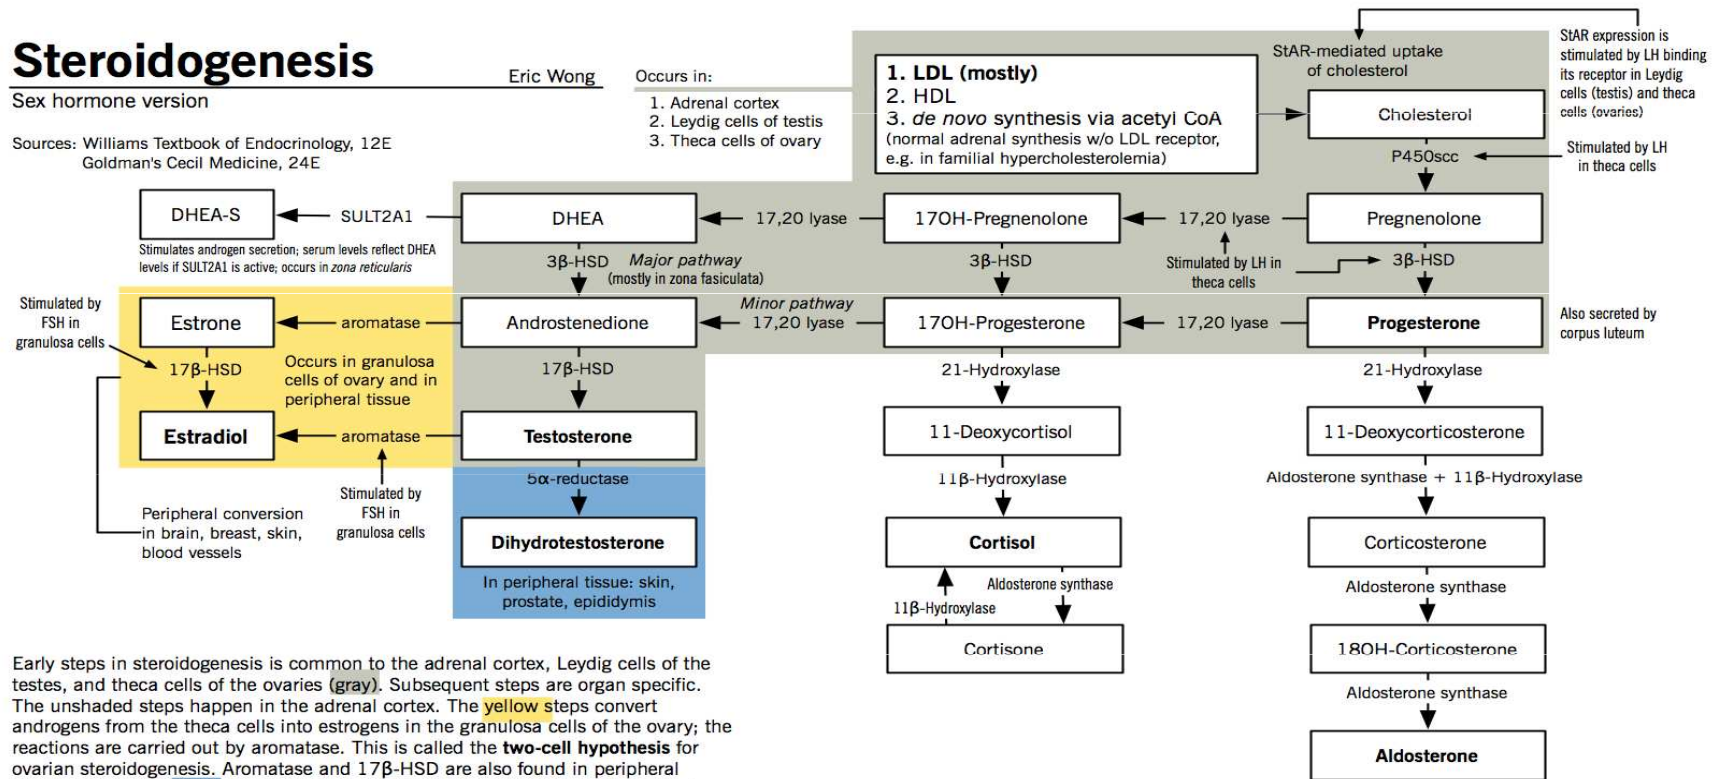 Steroidogenesis
Eric Wong
Sex hormone version
Sources: Williams Textbook of Endocrinology, 12E
Goldman's Cecil Medicine, 24E
Occurs in:
1. Adrenal cortex
2. Leydig cells of testis
3. Theca cells of ovary
1. LDL (mostly)
2. HDL
3. de novo synthesis via acetyl CoA
(normal adrenal synthesis w/o LDL receptor,
e.g. in familial hypercholesterolemia)
StAR-mediated uptake
of cholesterol
StAR expression is
stimulated by LH binding
its receptor in Leydig
cells (testis) and theca
cells (ovaries)
Cholesterol
P450scc
Stimulated by LH
in theca cells
DHEA-S
SULT2A1
DHEA
17,20 lyase
17OH-Pregnenolone
17,20 lyase
Pregnenolone
Stimulates androgen secretion; serum levels reflect DHEA
levels if SULT2A1 is active; occurs in zona reticularis
3β-HSD
Major pathway
(mostly in zona fasiculata)
3β-HSD
Stimulated by LH in
theca cells
3β-HSD
Stimulated by
FSH in
granulosa cells
Estrone
aromatase
Androstenedione
Minor pathway
17,20 lyase
17OH-Progesterone
17,20 lyase
Progesterone
Also secreted by
corpus luteum
17β-HSD
Occurs in granulosa
cells of ovary and in
peripheral tissue
17β-HSD
21-Hydroxylase
21-Hydroxylase
Estradiol
aromatase
Testosterone
11-Deoxycortisol
11-Deoxycorticosterone
Stimulated by
FSH in
granulosa cells
5α-reductase
11β-Hydroxylase
Aldosterone synthase + 11β-Hydroxylase
Peripheral conversion
in brain, breast, skin,
blood vessels
Dihydrotestosterone
Cortisol
Corticosterone
In peripheral tissue: skin,
prostate, epididymis
11β-Hydroxylase
Aldosterone synthase
Aldosterone synthase
Cortisone
18OH-Corticosterone
Aldosterone synthase
Aldosterone
Early steps in steroidogenesis is common to the adrenal cortex, Leydig cells of the
testes, and theca cells of the ovaries (gray). Subsequent steps are organ specific.
The unshaded steps happen in the adrenal cortex. The yellow steps convert
androgens from the theca cells into estrogens in the granulosa cells of the ovary; the
reactions are carried out by aromatase. This is called the two-cell hypothesis for
ovarian steroidogenesis. Aromatase and 17β-HSD are also found in peripheral